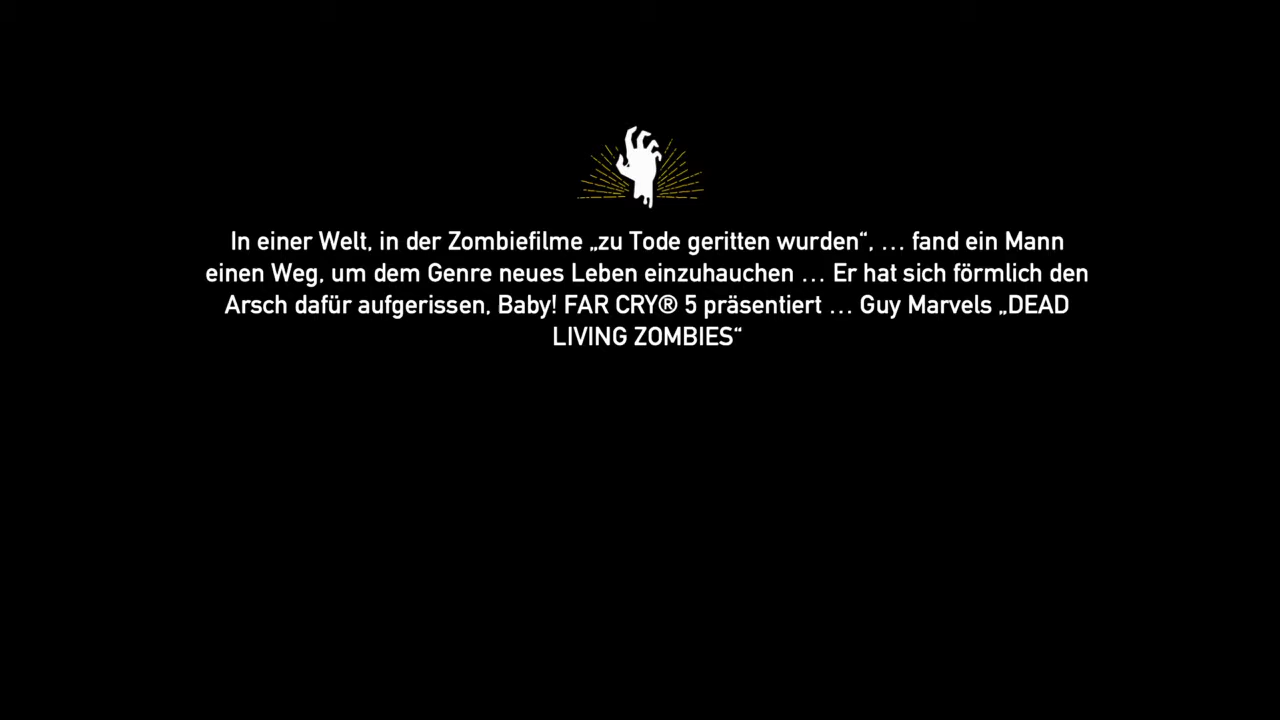 In einer Welt, in der Zombiefilme „zu Tode geritten wurden“, … fand ein Mann
einen Weg, um dem Genre neues Leben einzuhauchen … Er hat sich förmlich den
Arsch dafür aufgerissen, Baby! FAR CRY® 5 präsentiert … Guy Marvels „DEAD
LIVING ZOMBIES“